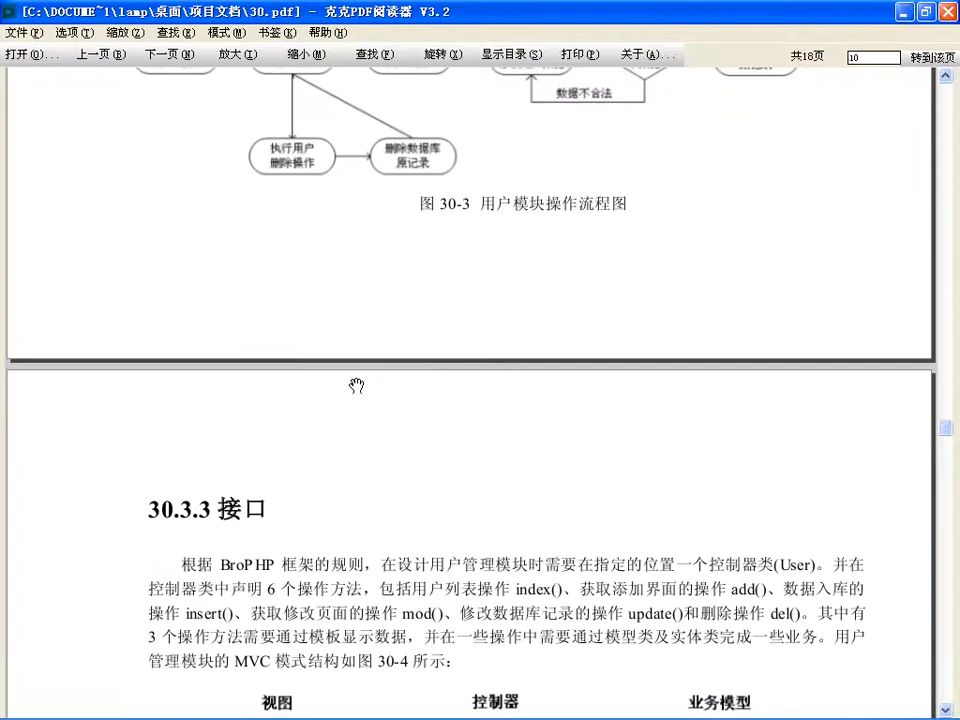 [C:\DOCUME~1\lamp\桌面\项目文档\30.pdf] - 克克PDF阅读器 V3.2
文件(F) 选项(T) 缩放(Z) 查找(E) 模式(M) 书签(K) 帮助(H)
打开(O)... 上一页(B) 下一页(N) 放大(I) 缩小(M) 查找(F) 旋转(X) 显示目录(S) 打印(P) 关于(A)... 共18页 10 转到该页
数据不合法
执行用户
删除操作
删除数据库
原记录
图 30-3 用户模块操作流程图
30.3.3 接口
根据 BroPHP 框架的规则，在设计用户管理模块时需要在指定的位置一个控制器类(User)。并在
控制器类中声明 6 个操作方法，包括用户列表操作 index()、获取添加界面的操作 add()、数据入库的
操作 insert()、获取修改页面的操作 mod()、修改数据库记录的操作 update()和删除操作 del()。其中有
3 个操作方法需要通过模板显示数据，并在一些操作中需要通过模型类及实体类完成一些业务。用户
管理模块的 MVC 模式结构如图 30-4 所示：
视图 控制器 业务模型